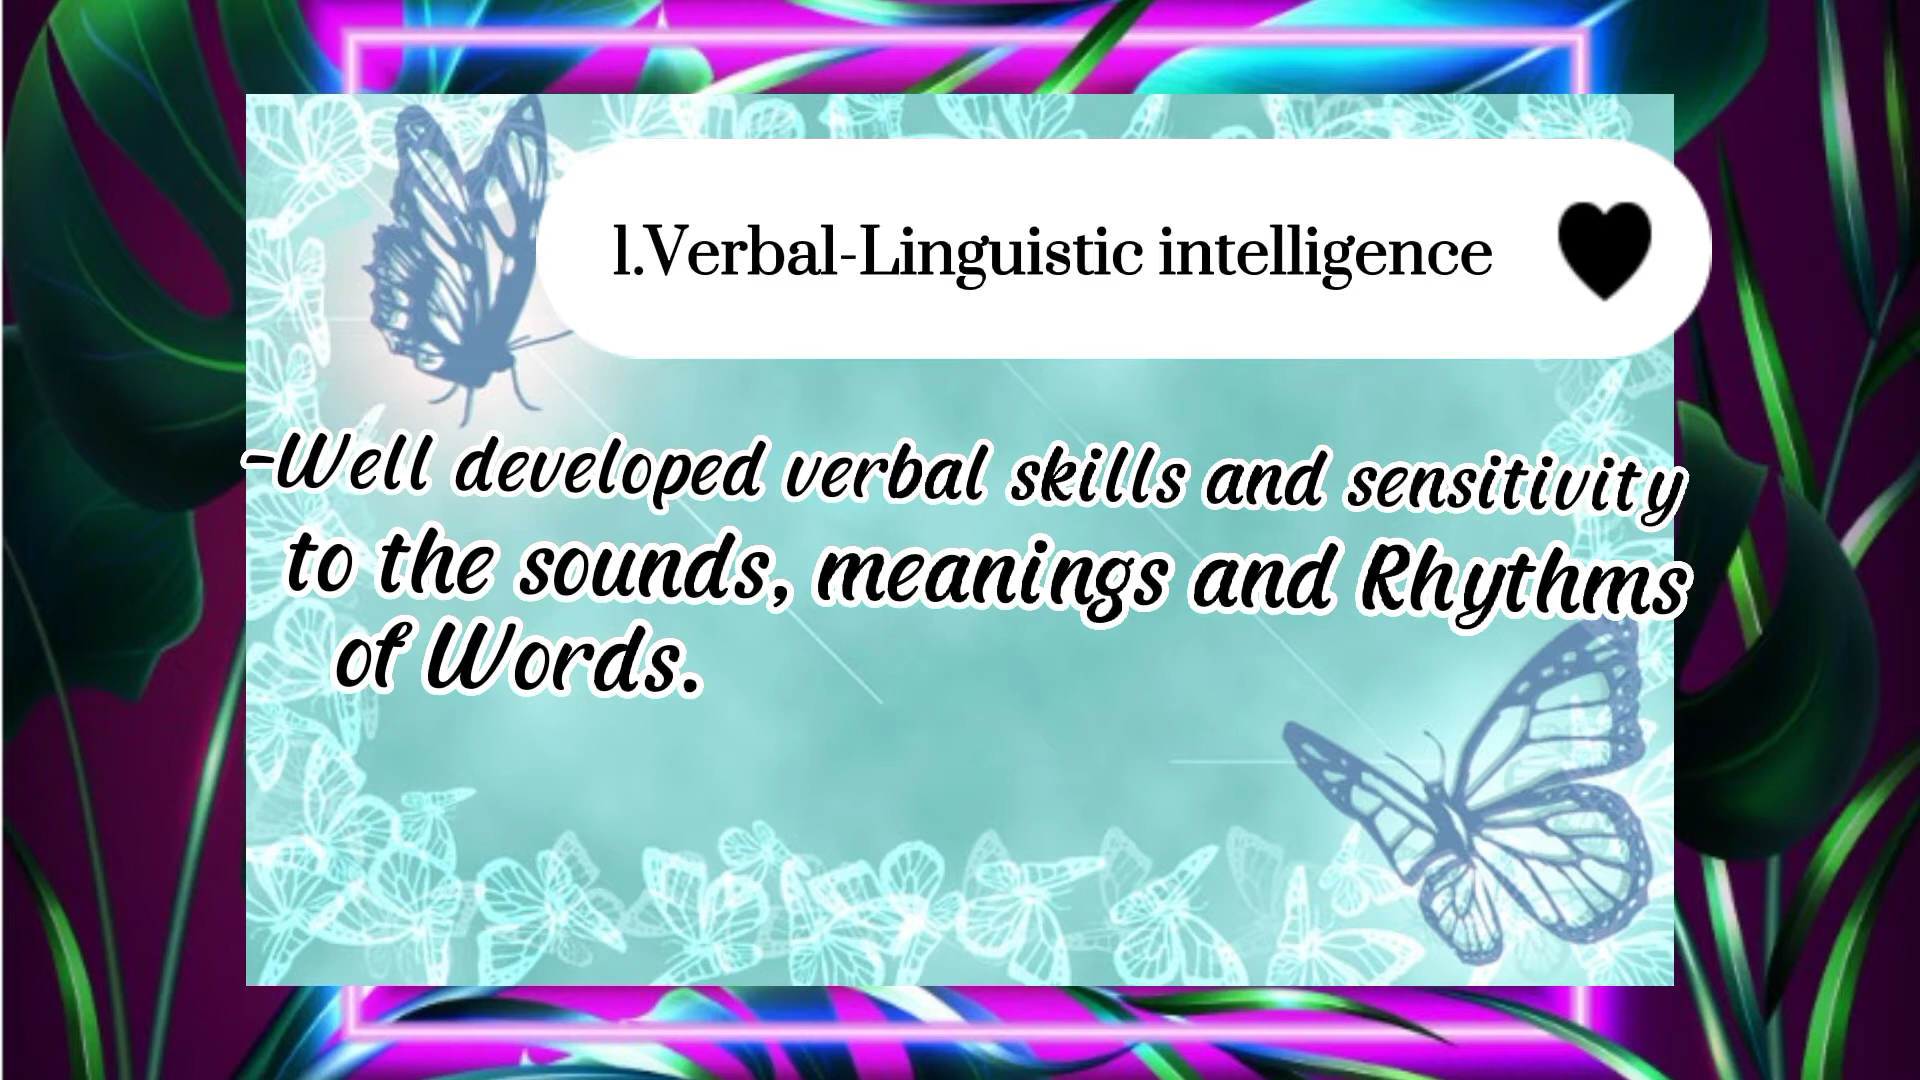 1.Verbal-Linguistic intelligence
-Well developed verbal skills and sensitivity
to the sounds, meanings and Rhythms
of Words.